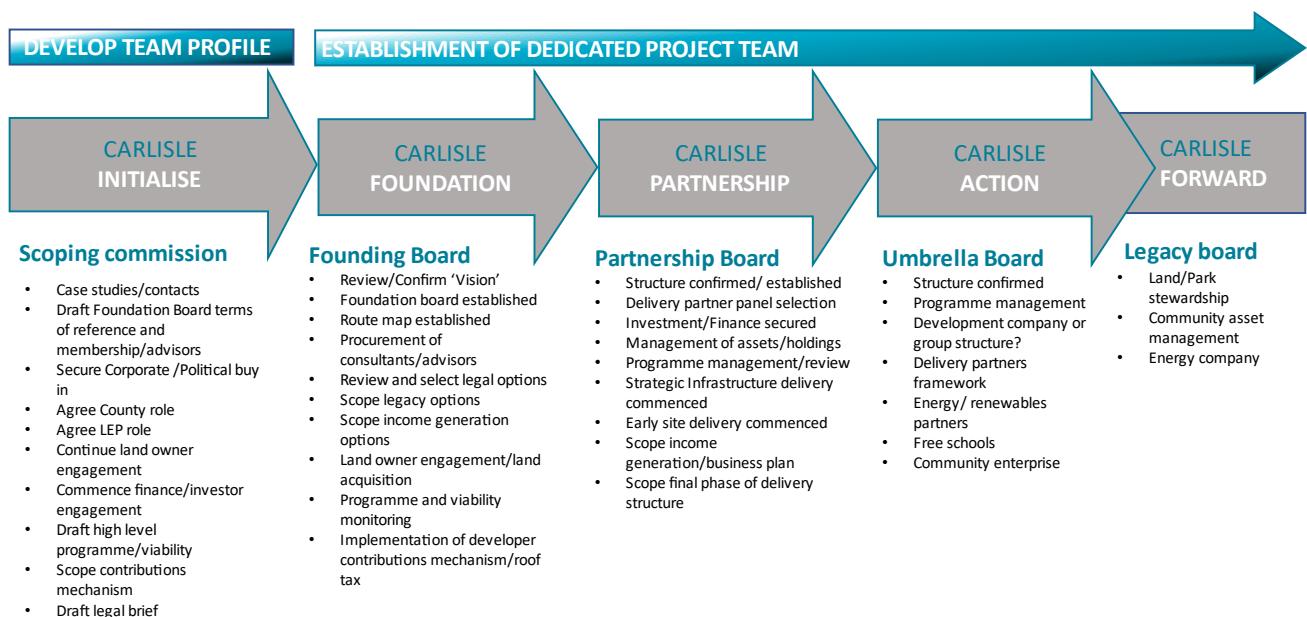 DEVELOP TEAM PROFILE
ESTABLISHMENT OF DEDICATED PROJECT TEAM
CARLISLE
INITIALISE
CARLISLE
FOUNDATION
CARLISLE
PARTNERSHIP
CARLISLE
ACTION
CARLISLE
FORWARD
Scoping commission
• Case studies/contacts
• Draft Foundation Board terms
of reference and
membership/advisors
• Secure Corporate /Political buy
in
• Agree County role
• Agree LEP role
• Continue land owner
engagement
• Commence finance/investor
engagement
• Draft high level
programme/viability
• Scope contributions
mechanism
• Draft legal brief
Founding Board
• Review/Confirm ‘Vision’
• Foundation board established
• Route map established
• Procurement of
consultants/advisors
• Review and select legal options
• Scope legacy options
• Scope income generation
options
• Land owner engagement/land
acquisition
• Programme and viability
monitoring
• Implementation of developer
contributions mechanism/roof
tax
Partnership Board
• Structure confirmed/ established
• Delivery partner panel selection
• Investment/Finance secured
• Management of assets/holdings
• Programme management/review
• Strategic Infrastructure delivery
commenced
• Early site delivery commenced
• Scope income
generation/business plan
• Scope final phase of delivery
structure
Umbrella Board
• Structure confirmed
• Programme management
• Development company or
group structure?
• Delivery partners
framework
• Energy/ renewables
partners
• Free schools
• Community enterprise
Legacy board
• Land/Park
stewardship
• Community asset
management
• Energy company